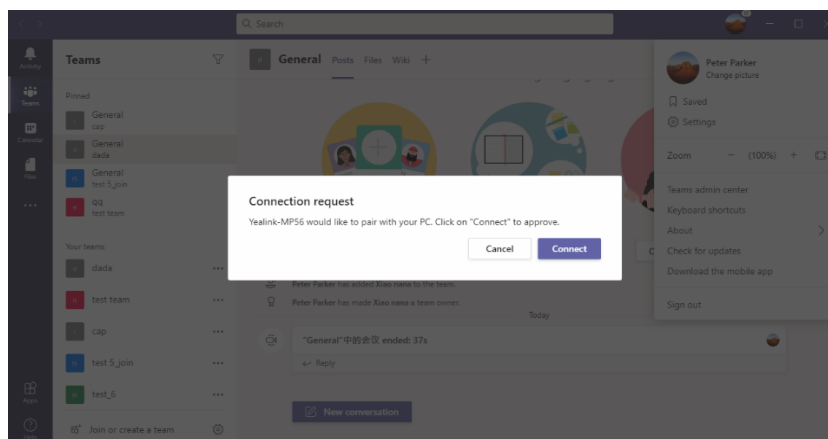 Search
Activity
Teams
Calendar
Files
Apps
Help
Teams
Pinned
General
cap
General
dada
General
test 5_join
qq
test team
Your teams
dada
test team
cap
test 5_join
test_6
Join or create a team
General Posts Files Wiki
Connection request
Yealink-MP56 would like to pair with your PC. Click on "Connect" to approve.
Cancel Connect
Peter Parker has added Xiao nana to the team.
Peter Parker has made Xiao nana a team owner.
Today
"General"中的会议 ended: 37s
Reply
New conversation
Peter Parker
Change picture
Saved
Settings
Zoom - (100%) +
Teams admin center
Keyboard shortcuts
About
Check for updates
Download the mobile app
Sign out